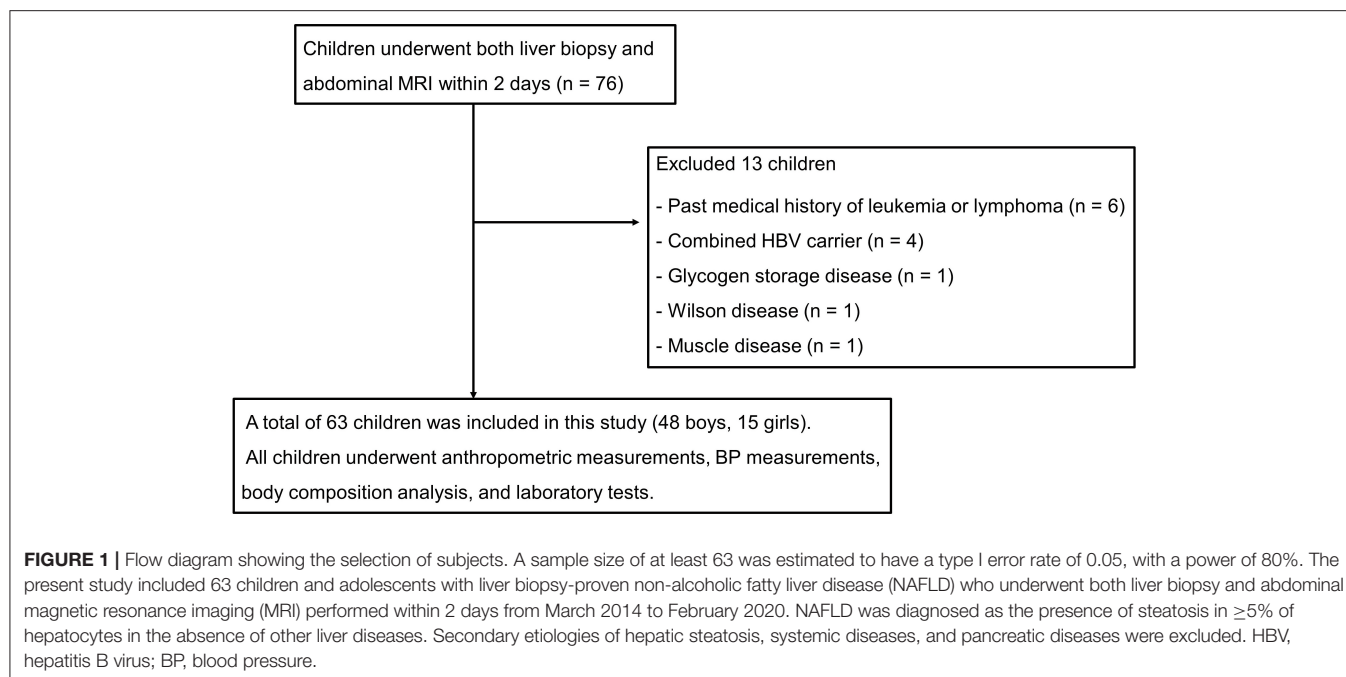 Children underwent both liver biopsy and
abdominal MRI within 2 days (n = 76)
Excluded 13 children
- Past medical history of leukemia or lymphoma (n = 6)
- Combined HBV carrier (n = 4)
- Glycogen storage disease (n = 1)
- Wilson disease (n = 1)
- Muscle disease (n = 1)
A total of 63 children was included in this study (48 boys, 15 girls).
All children underwent anthropometric measurements, BP measurements,
body composition analysis, and laboratory tests.
FIGURE 1 | Flow diagram showing the selection of subjects. A sample size of at least 63 was estimated to have a type I error rate of 0.05, with a power of 80%. The
present study included 63 children and adolescents with liver biopsy-proven non-alcoholic fatty liver disease (NAFLD) who underwent both liver biopsy and abdominal
magnetic resonance imaging (MRI) performed within 2 days from March 2014 to February 2020. NAFLD was diagnosed as the presence of steatosis in ≥5% of
hepatocytes in the absence of other liver diseases. Secondary etiologies of hepatic steatosis, systemic diseases, and pancreatic diseases were excluded. HBV,
hepatitis B virus; BP, blood pressure.